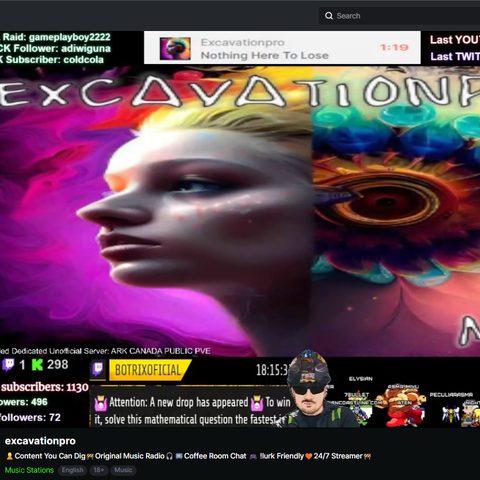 Search
Raid: gameplayboy2222
CK Follower: adiwiguna
K Subscriber: coldcola
Excavationpro
Nothing Here To Lose
1:19
Last YOU
Last TWIT
EXCAVATIONP
ed Dedicated Unofficial Server: ARK CANADA PUBLIC PVE
1 298
BOTRIXOFICIAL
18:15:3
subscribers: 1130
owers: 496
followers: 72
Attention: A new drop has appeared To win
it, solve this mathematical question the fastest
ELYSIAN
excavationpro
Content You Can Dig Original Music Radio Coffee Room Chat !lurk Friendly 24/7 Streamer
Music Stations English 18+ Music